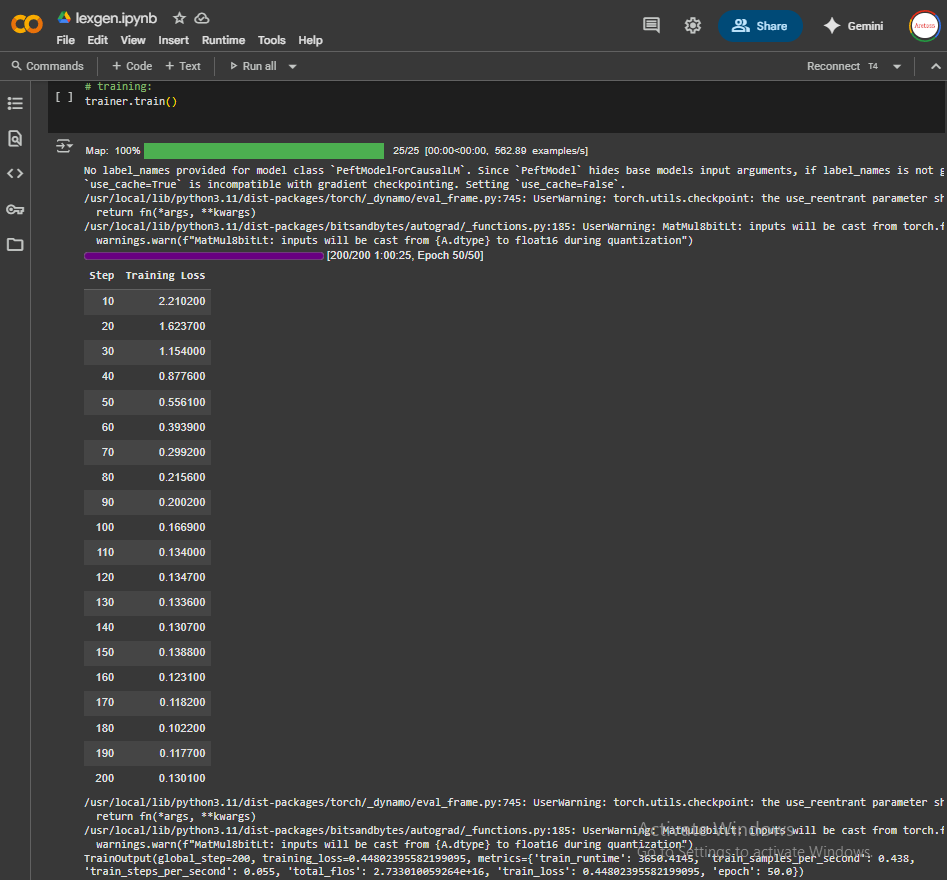 lexgen.ipynb
File Edit View Insert Runtime Tools Help
Share
Gemini
Commands + Code + Text Run all
Reconnect T4
# training:
[ ] trainer.train()
Map: 100% 25/25 [00:00<00:00, 562.89 examples/s]
No label_names provided for model class `PeftModelForCausalLM`. Since `PeftModel` hides base models input arguments, if label_names is not g
`use_cache=True` is incompatible with gradient checkpointing. Setting `use_cache=False`.
/usr/local/lib/python3.11/dist-packages/torch/_dynamo/eval_frame.py:745: UserWarning: torch.utils.checkpoint: the use_reentrant parameter sh
return fn(*args, **kwargs)
/usr/local/lib/python3.11/dist-packages/bitsandbytes/autograd/_functions.py:185: UserWarning: MatMul8bitLt: inputs will be cast from torch.f
warnings.warn(f"MatMul8bitLt: inputs will be cast from {A.dtype} to float16 during quantization")
[200/200 1:00:25, Epoch 50/50]
Step Training Loss
10 2.210200
20 1.623700
30 1.154000
40 0.877600
50 0.556100
60 0.393900
70 0.299200
80 0.215600
90 0.200200
100 0.166900
110 0.134000
120 0.134700
130 0.133600
140 0.130700
150 0.138800
160 0.123100
170 0.118200
180 0.102200
190 0.117700
200 0.130100
/usr/local/lib/python3.11/dist-packages/torch/_dynamo/eval_frame.py:745: UserWarning: torch.utils.checkpoint: the use_reentrant parameter sh
return fn(*args, **kwargs)
/usr/local/lib/python3.11/dist-packages/bitsandbytes/autograd/_functions.py:185: UserWarning: MatMul8bitLt: inputs will be cast from torch.f
warnings.warn(f"MatMul8bitLt: inputs will be cast from {A.dtype} to float16 during quantization")
TrainOutput(global_step=200, training_loss=0.44802395582199095, metrics={'train_runtime': 3650.4145, 'train_samples_per_second': 0.438,
'train_steps_per_second': 0.055, 'total_flos': 2.733010059264e+16, 'train_loss': 0.44802395582199095, 'epoch': 50.0})
Activate Windows
Go to Settings to activate Windows.